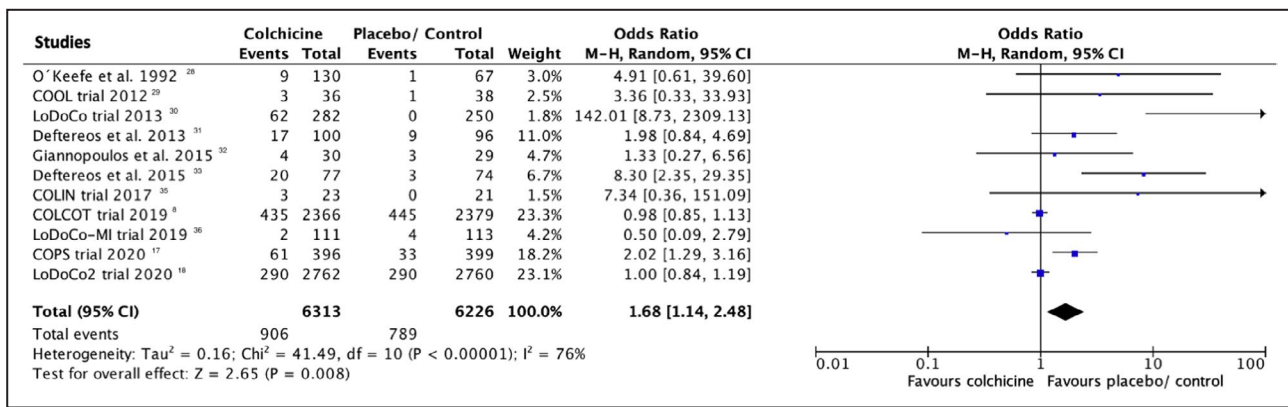 Colchicine Placebo/ Control Odds Ratio Odds Ratio
Studies Events Total Events Total Weight M-H, Random, 95% CI M-H, Random, 95% CI
O´Keefe et al. 1992 28 9 130 1 67 3.0% 4.91 [0.61, 39.60]
COOL trial 2012 29 3 36 1 38 2.5% 3.36 [0.33, 33.93]
LoDoCo trial 2013 30 62 282 0 250 1.8% 142.01 [8.73, 2309.13]
Deftereos et al. 2013 31 17 100 9 96 11.0% 1.98 [0.84, 4.69]
Giannopoulos et al. 2015 32 4 30 3 29 4.7% 1.33 [0.27, 6.56]
Deftereos et al. 2015 33 20 77 3 74 6.7% 8.30 [2.35, 29.35]
COLIN trial 2017 35 3 23 0 21 1.5% 7.34 [0.36, 151.09]
COLCOT trial 2019 8 435 2366 445 2379 23.3% 0.98 [0.85, 1.13]
LoDoCo-MI trial 2019 36 2 111 4 113 4.2% 0.50 [0.09, 2.79]
COPS trial 2020 17 61 396 33 399 18.2% 2.02 [1.29, 3.16]
LoDoCo2 trial 2020 18 290 2762 290 2760 23.1% 1.00 [0.84, 1.19]
Total (95% CI) 6313 6226 100.0% 1.68 [1.14, 2.48]
Total events 906 789
Heterogeneity: Tau² = 0.16; Chi² = 41.49, df = 10 (P < 0.00001); I² = 76%
Test for overall effect: Z = 2.65 (P = 0.008)
0.01 0.1 1 10 100
Favours colchicine Favours placebo/ control